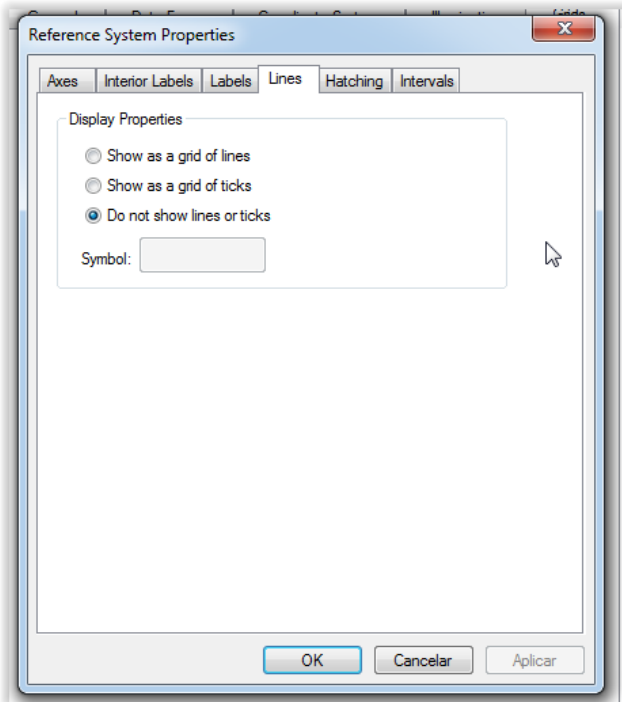 Reference System Properties
Axes Interior Labels Labels Lines Hatching Intervals
Display Properties
Show as a grid of lines
Show as a grid of ticks
Do not show lines or ticks
Symbol:
OK Cancelar Aplicar